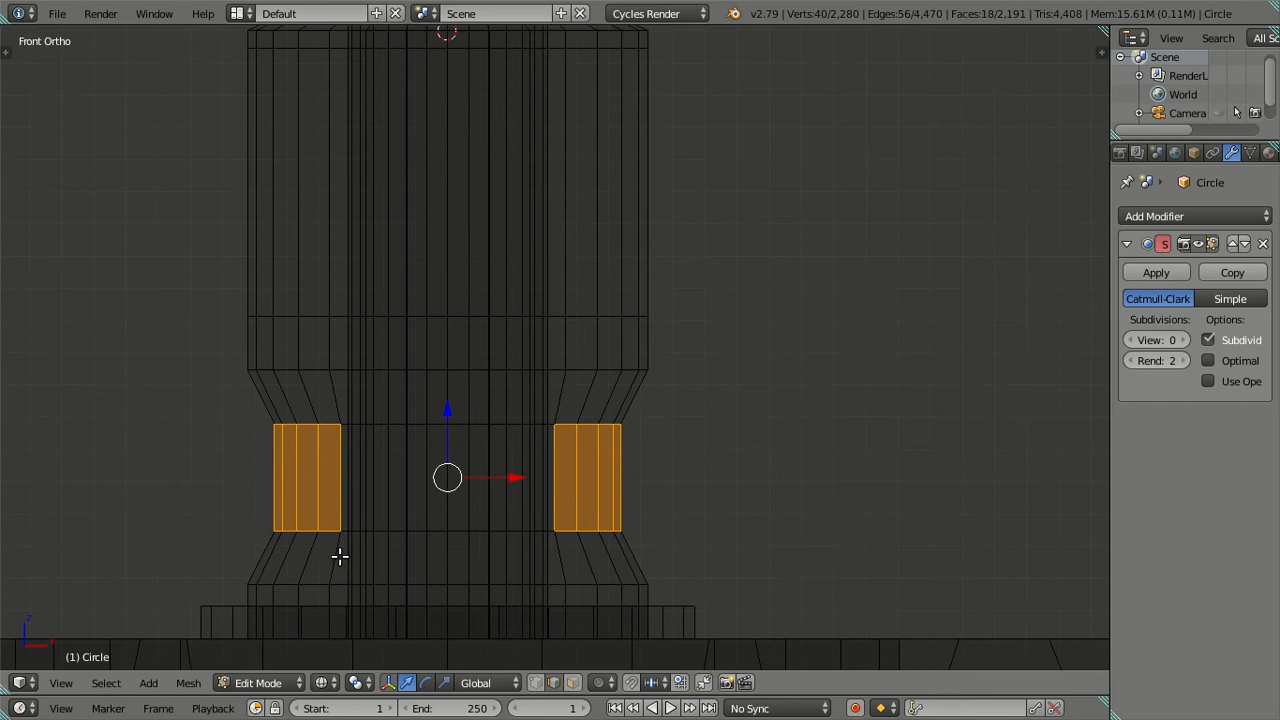 File Render Window Help Default Scene Cycles Render v2.79 | Verts:40/2,280 | Edges:56/4,470 | Faces:18/2,191 | Tris:4,408 | Mem:15.61M (0.11M) | Circle
Front Ortho
View Search All Sc
Scene
RenderL
World
Camera
Circle
Add Modifier
S
Apply Copy
Catmull-Clark Simple
Subdivisions: Options:
View: 0 Subdivid
Rend: 2 Optimal
Use Ope
z
(1) Circle
View Select Add Mesh Edit Mode Global
View Marker Frame Playback Start: 1 End: 250 1 No Sync